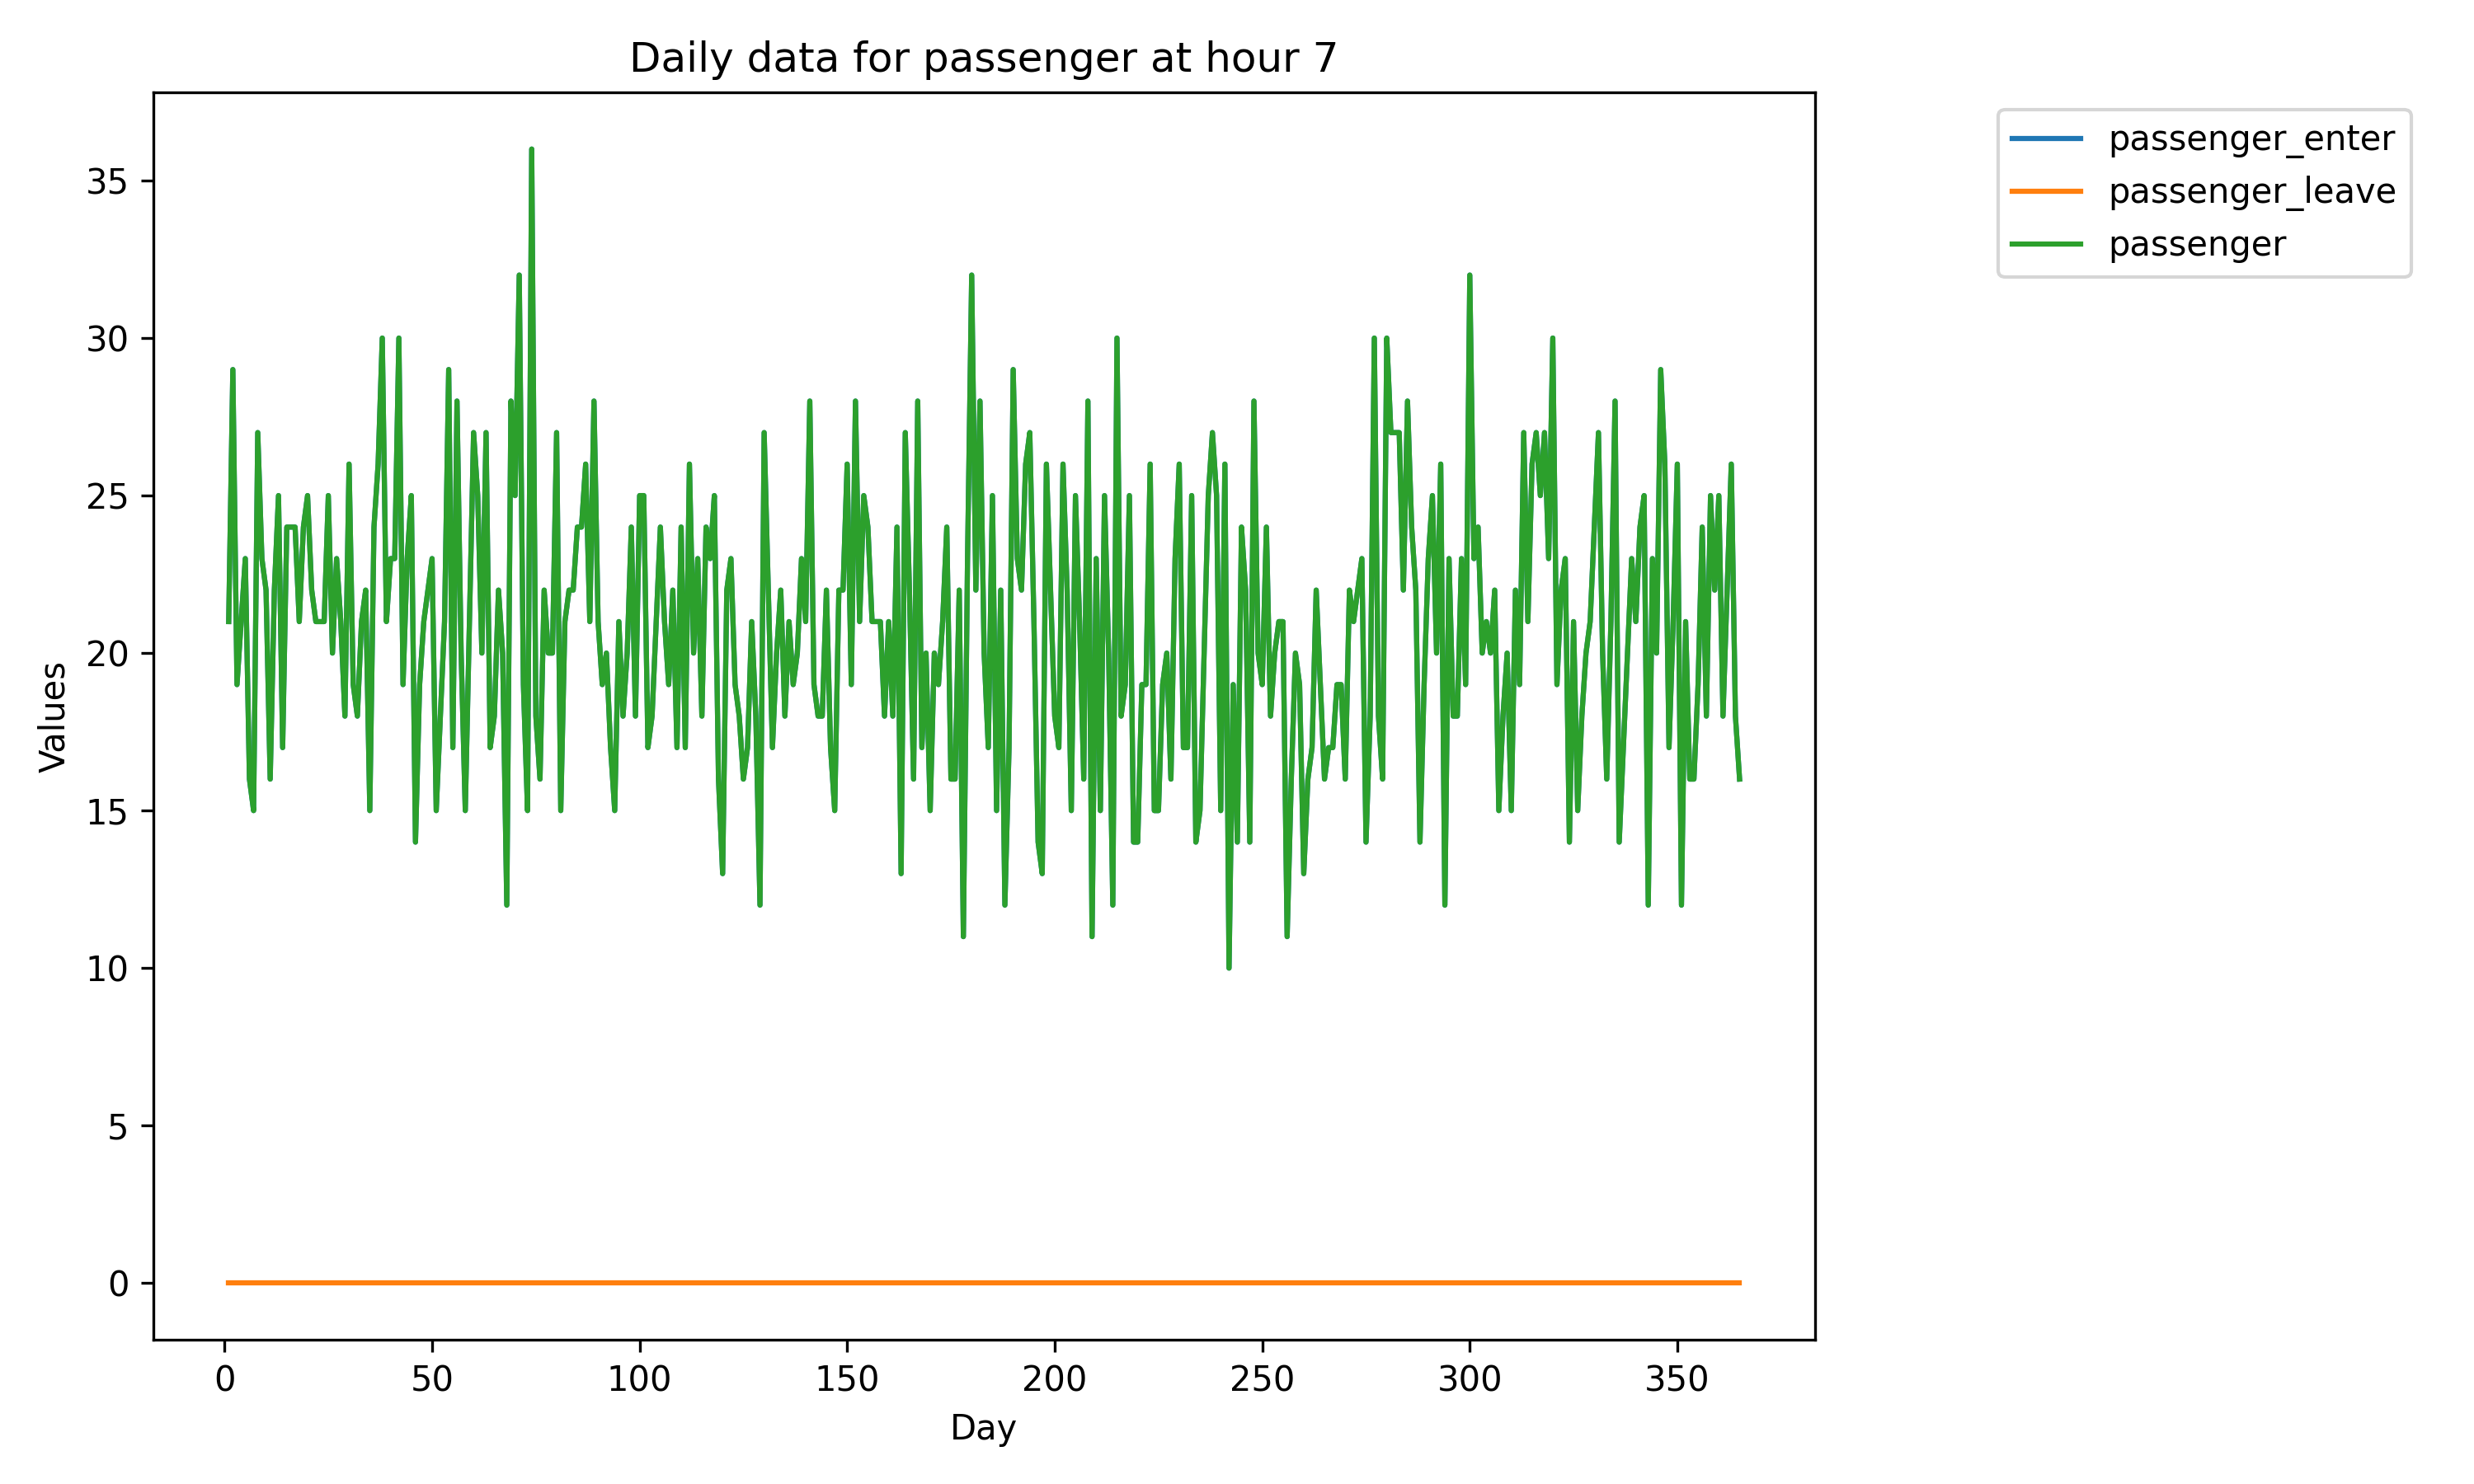 Daily data for passenger at hour 7
passenger_enter
passenger_leave
passenger
35
30
25
20
15
10
5
0
Values
0 50 100 150 200 250 300 350
Day